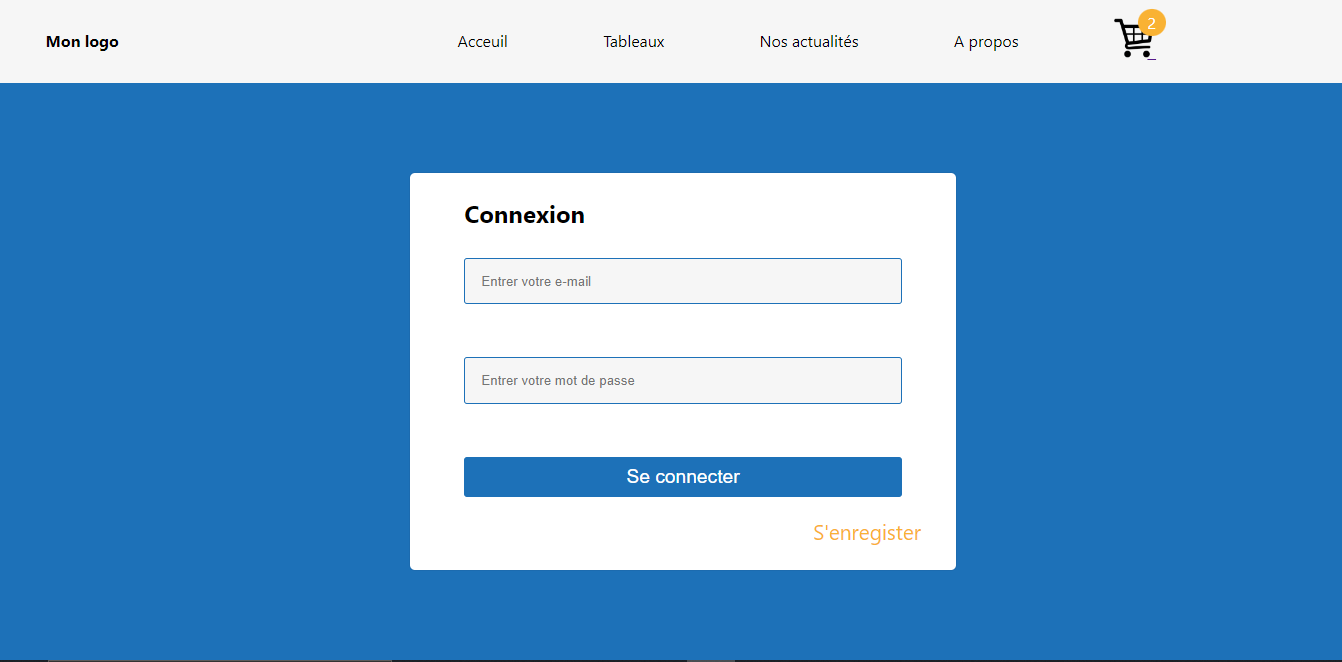 Mon logo
Acceuil
Tableaux
Nos actualités
A propos
2
Connexion
Entrer votre e-mail
Entrer votre mot de passe
Se connecter
S'enregister